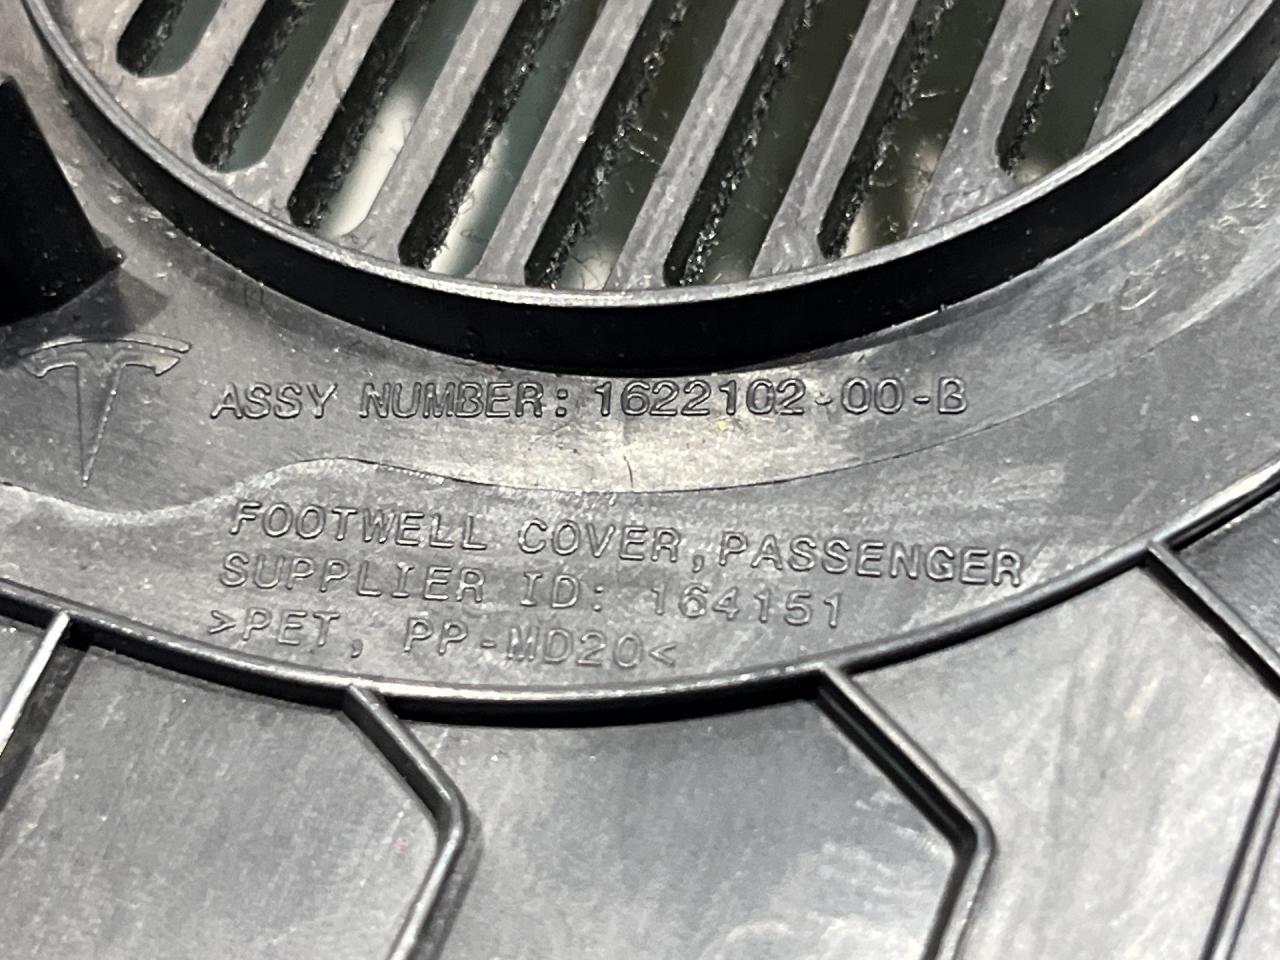 ASSY NUMBER: 1622102-00-B
FOOTWELL COVER,PASSENGER
SUPPLIER ID: 164151
>PET, PP-MD20<